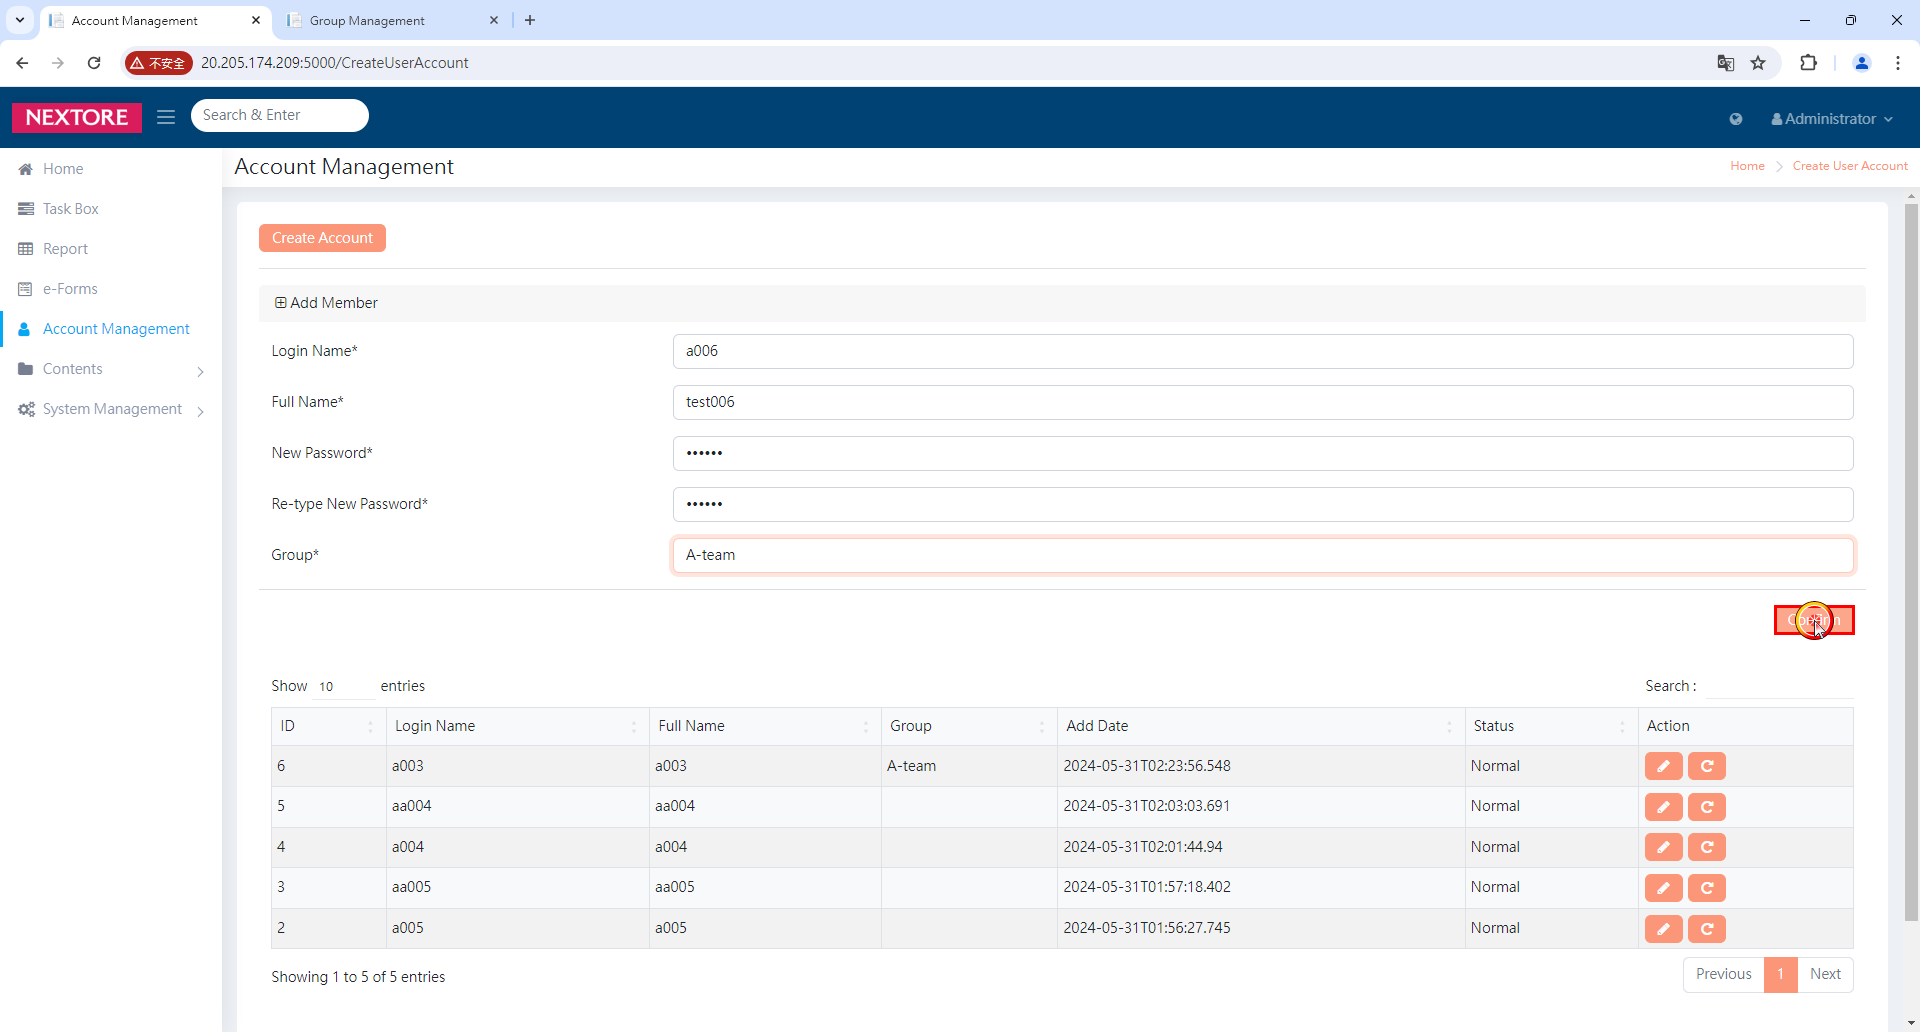 Account Management
Group Management
不安全
20.205.174.209:5000/CreateUserAccount
NEXTORE
Search & Enter
Administrator
Home
Task Box
Report
e-Forms
Account Management
Contents
System Management
Account Management
Home
Create User Account
Create Account
Add Member
Login Name*
a006
Full Name*
test006
New Password*
••••••
Re-type New Password*
••••••
Group*
A-team
Show 10 entries
Search :
ID Login Name Full Name Group Add Date Status Action
6 a003 a003 A-team 2024-05-31T02:23:56.548 Normal
5 aa004 aa004 2024-05-31T02:03:03.691 Normal
4 a004 a004 2024-05-31T02:01:44.94 Normal
3 aa005 aa005 2024-05-31T01:57:18.402 Normal
2 a005 a005 2024-05-31T01:56:27.745 Normal
Showing 1 to 5 of 5 entries
Previous 1 Next